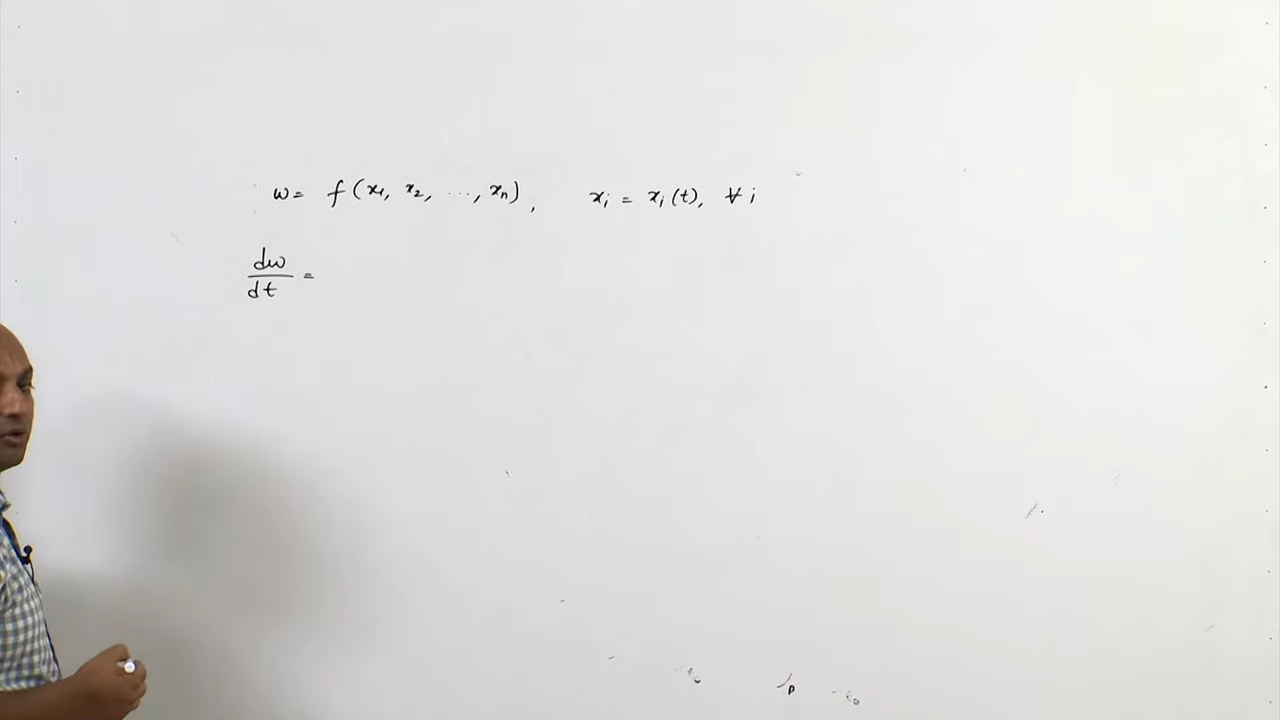 w = f(x₁, x₂, ..., xₙ), xᵢ = xᵢ(t), ∀ i
dw/dt =